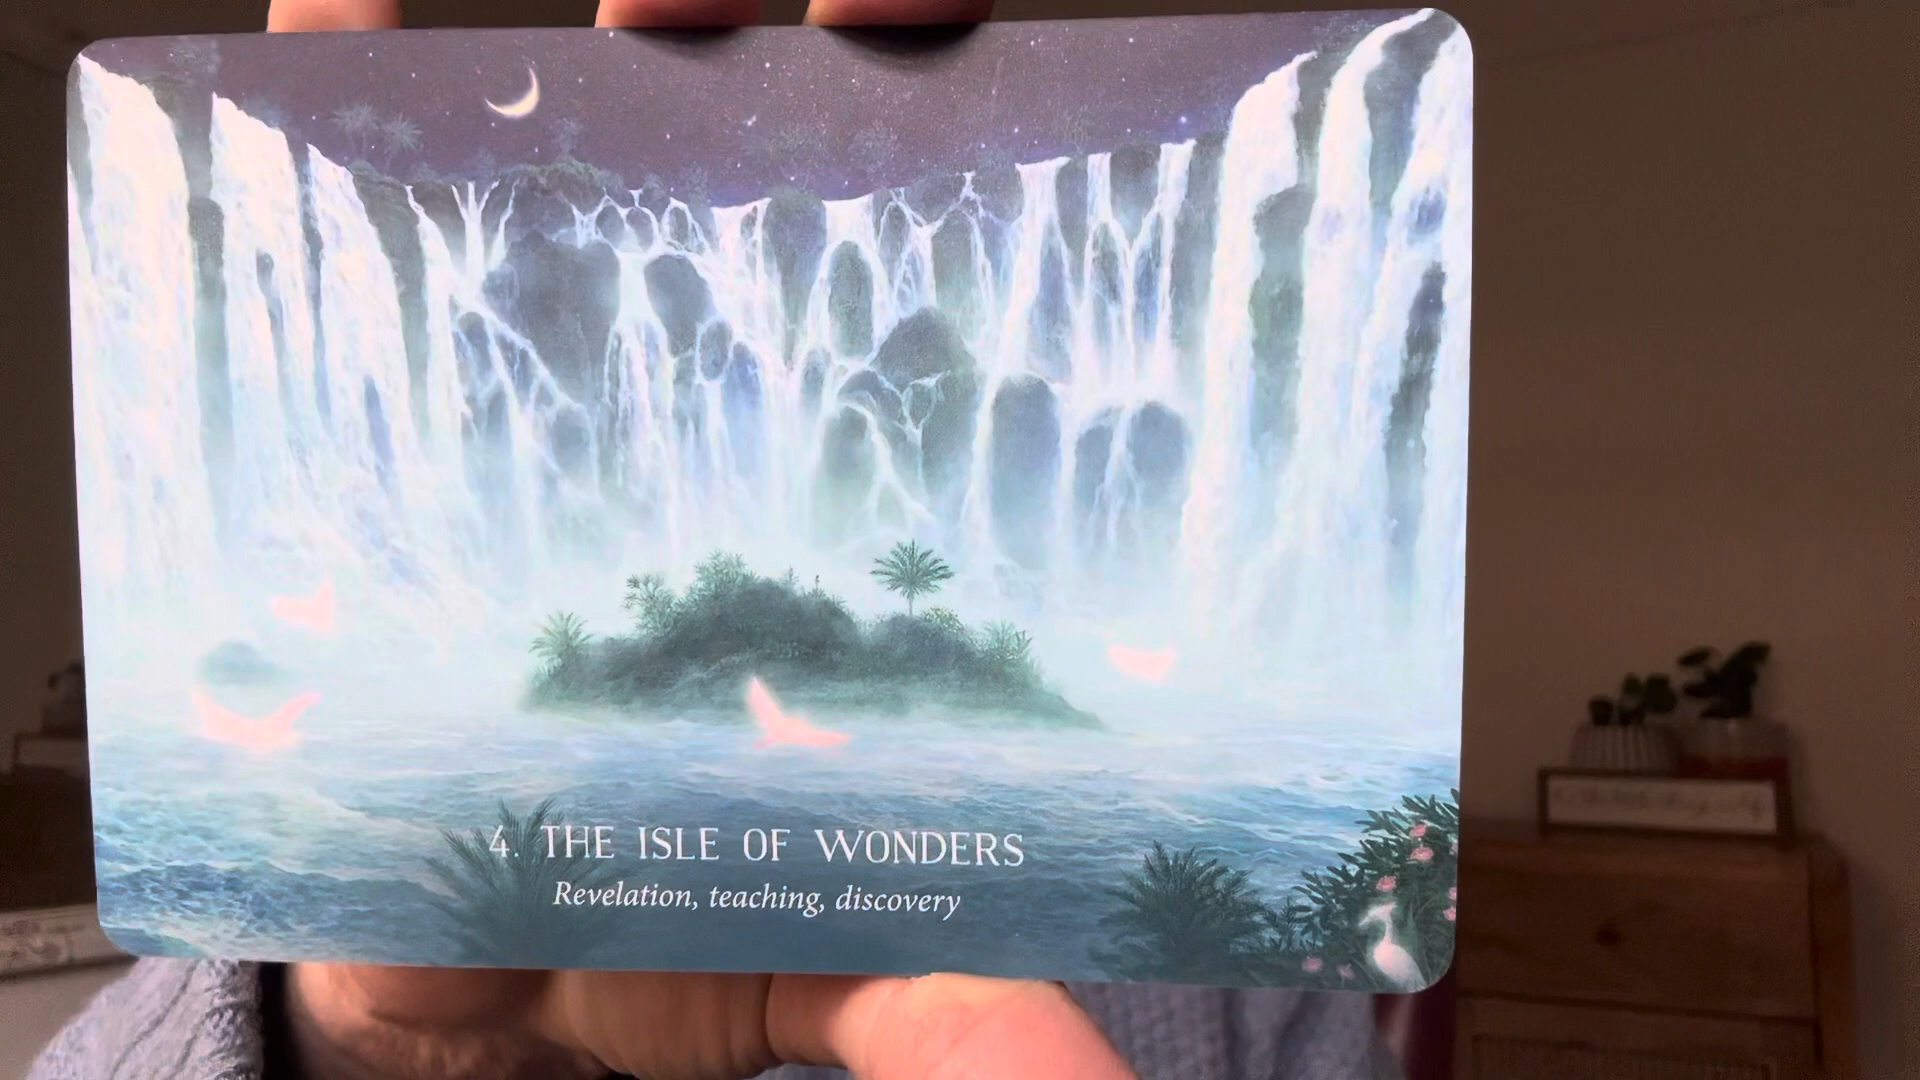 4. THE ISLE OF WONDERS
Revelation, teaching, discovery